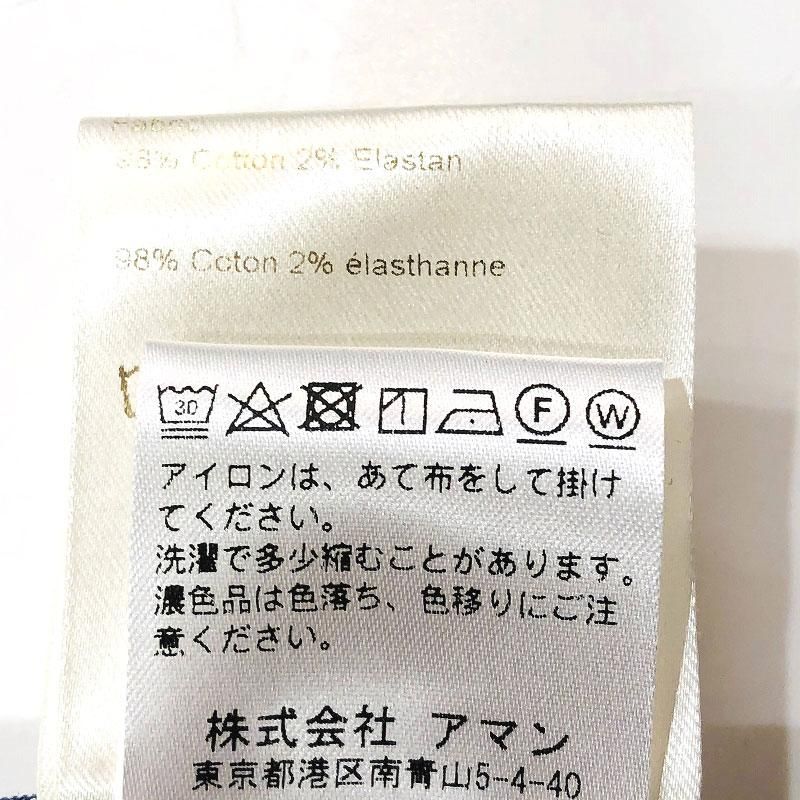 Fabric
98% Cotton 2% Elastan
98% Coton 2% élasthanne
30
F
W
アイロンは、あて布をして掛け
てください。
洗濯で多少縮むことがあります。
濃色品は色落ち、色移りにご注
意ください。
株式会社 アマン
東京都港区南青山5-4-40